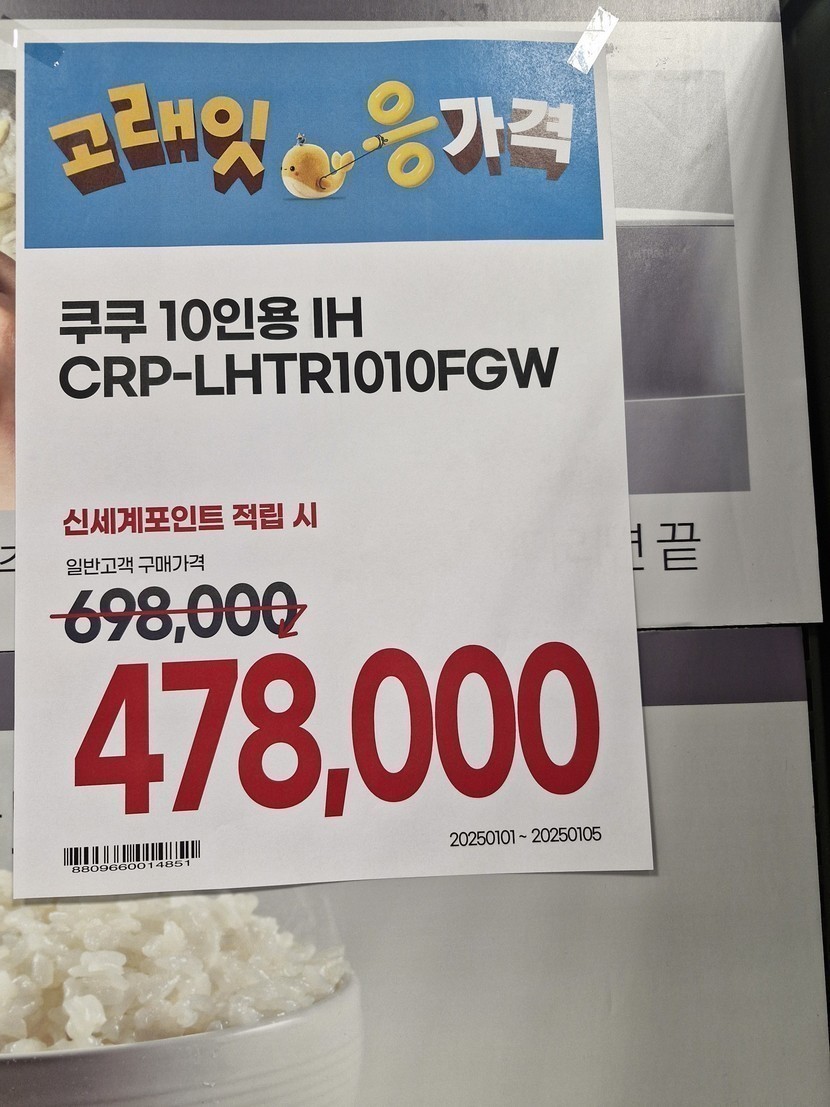 고래잇 응가격
쿠쿠 10인용 IH
CRP-LHTR1010FGW
신세계포인트 적립 시
일반고객 구매가격
698,000
478,000
20250101 ~ 20250105
8809660014851
끝